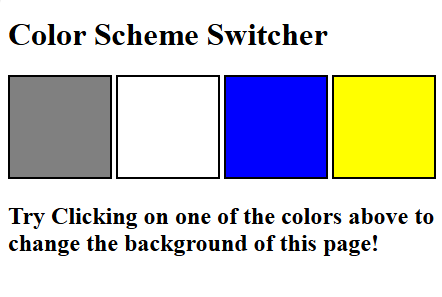 Color Scheme Switcher
Try Clicking on one of the colors above to
change the background of this page!